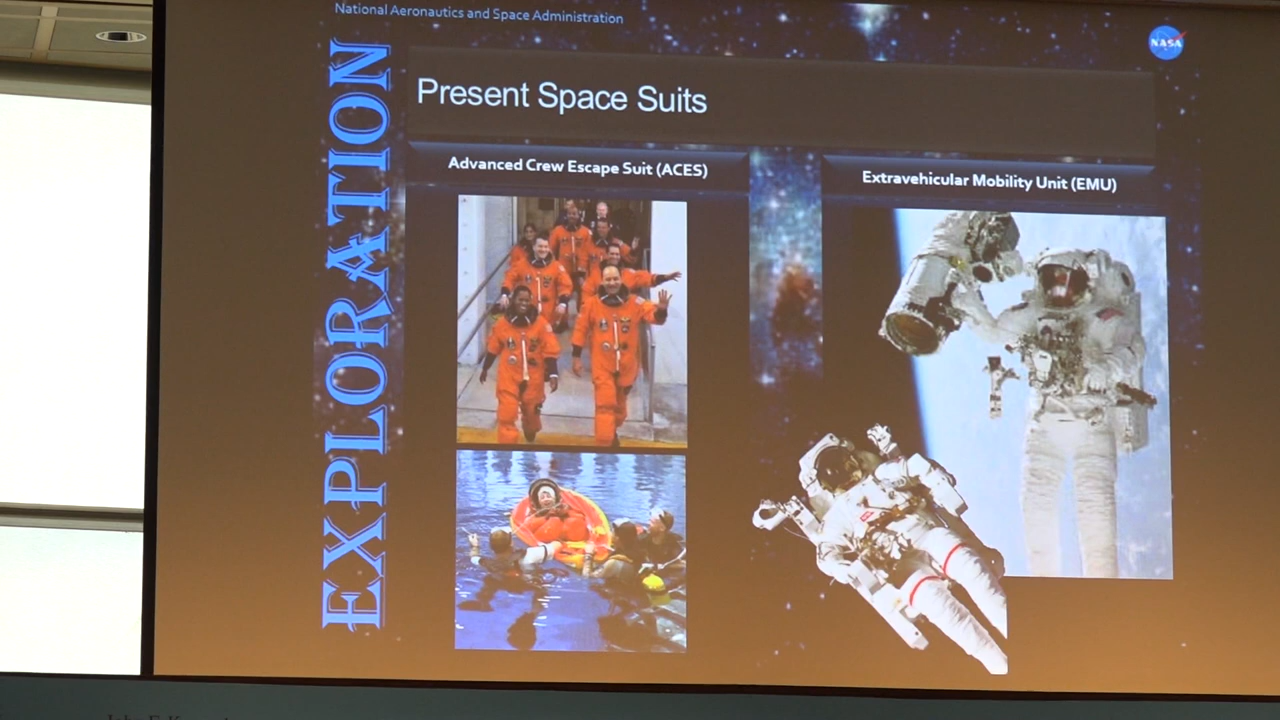 National Aeronautics and Space Administration
NASA
EXPLORATION
Present Space Suits
Advanced Crew Escape Suit (ACES)
Extravehicular Mobility Unit (EMU)